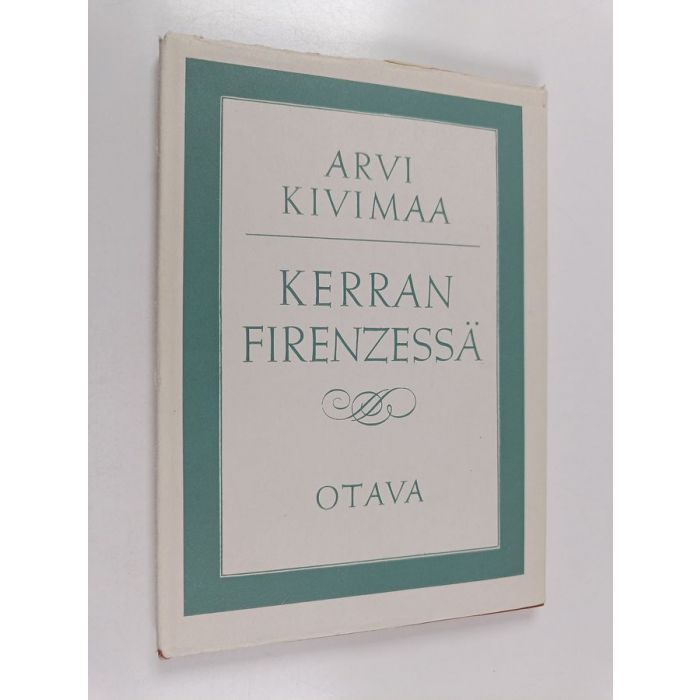 ARVI
KIVIMAA
KERRAN
FIRENZESSÄ
OTAVA